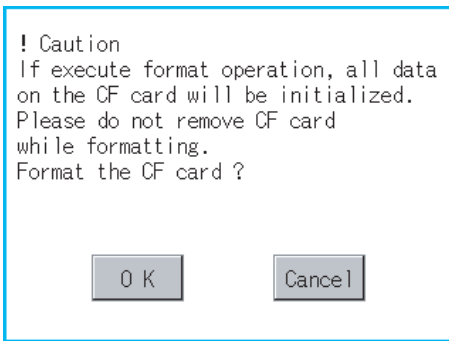 ! Caution
If execute format operation, all data
on the CF card will be initialized.
Please do not remove CF card
while formatting.
Format the CF card ?
O K
Cancel